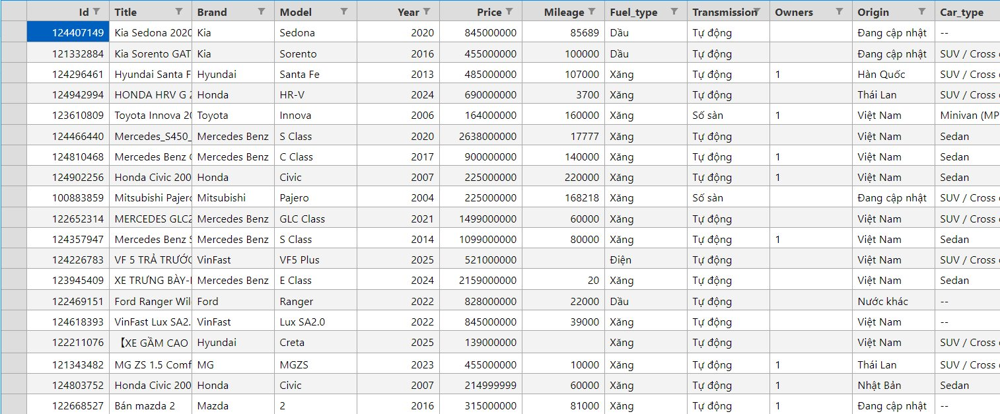 Id Title Brand Model Year Price Mileage Fuel_type Transmission Owners Origin Car_type
124407149 Kia Sedona 2020 Kia Sedona 2020 845000000 85689 Dầu Tự động Đang cập nhật --
121332884 Kia Sorento GAT Kia Sorento 2016 455000000 100000 Dầu Tự động Đang cập nhật SUV / Cross
124296461 Hyundai Santa F Hyundai Santa Fe 2013 485000000 107000 Xăng Tự động 1 Hàn Quốc SUV / Cross
124942994 HONDA HRV G 2 Honda HR-V 2024 690000000 3700 Xăng Tự động Thái Lan SUV / Cross
123610809 Toyota Innova 20 Toyota Innova 2006 164000000 160000 Xăng Số sàn 1 Việt Nam Minivan (MP
124466440 Mercedes_S450_ Mercedes Benz S Class 2020 2638000000 17777 Xăng Tự động Việt Nam Sedan
124810468 Mercedes Benz C Mercedes Benz C Class 2017 900000000 140000 Xăng Tự động 1 Việt Nam Sedan
124902256 Honda Civic 200 Honda Civic 2007 225000000 220000 Xăng Tự động 1 Việt Nam Sedan
100883859 Mitsubishi Pajero Mitsubishi Pajero 2004 225000000 168218 Xăng Số sàn Đang cập nhật SUV / Cross
122652314 MERCEDES GLC2 Mercedes Benz GLC Class 2021 1499000000 60000 Xăng Tự động Việt Nam SUV / Cross
124357947 Mercedes Benz S Mercedes Benz S Class 2014 1099000000 80000 Xăng Tự động 1 Việt Nam Sedan
124226783 VF 5 TRẢ TRƯỚC VinFast VF5 Plus 2025 521000000 Điện Tự động Việt Nam SUV / Cross
123945409 XE TRƯNG BÀY- Mercedes Benz E Class 2024 2159000000 20 Xăng Tự động Việt Nam Sedan
122469151 Ford Ranger Wil Ford Ranger 2022 828000000 22000 Dầu Tự động Nước khác --
124618393 VinFast Lux SA2. VinFast Lux SA2.0 2022 845000000 39000 Xăng Tự động Việt Nam --
122211076 【XE GẦM CAO Hyundai Creta 2025 139000000 Xăng Tự động Việt Nam SUV / Cross
121343482 MG ZS 1.5 Comf MG MGZS 2023 455000000 10000 Xăng Tự động 1 Thái Lan SUV / Cross
124803752 Honda Civic 200 Honda Civic 2007 214999999 60000 Xăng Tự động 1 Nhật Bản Sedan
122668527 Bán mazda 2 Mazda 2 2016 315000000 81000 Xăng Tự động 1 Đang cập nhật --